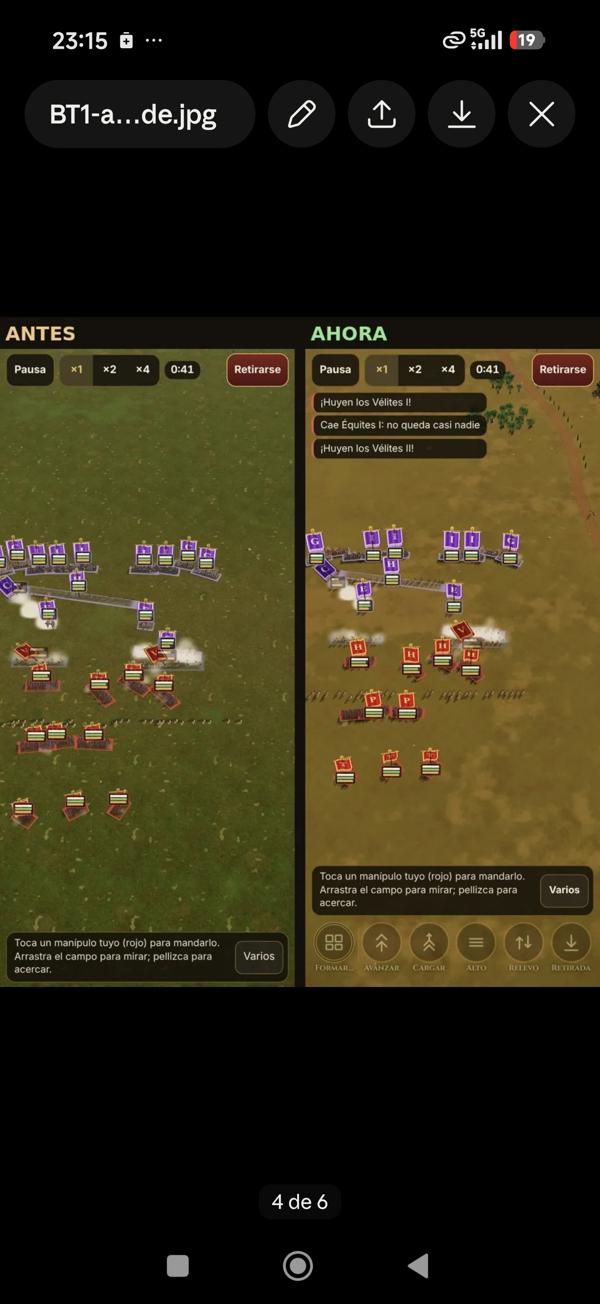 23:15
5G
19
BT1-a...de.jpg
ANTES
Pausa
×1
×2
×4
0:41
Retirarse
Toca un manípulo tuyo (rojo) para mandarlo.
Arrastra el campo para mirar; pellizca para
acercar.
Varios
AHORA
Pausa
×1
×2
×4
0:41
Retirarse
¡Huyen los Vélites I!
Cae Équites I: no queda casi nadie
¡Huyen los Vélites II!
G
I
I
G
C
H
V
H
H
H
P
P
Toca un manípulo tuyo (rojo) para mandarlo.
Arrastra el campo para mirar; pellizca para
acercar.
Varios
FORMAR...
AVANZAR
CARGAR
ALTO
RELEVO
RETIRADA
4 de 6